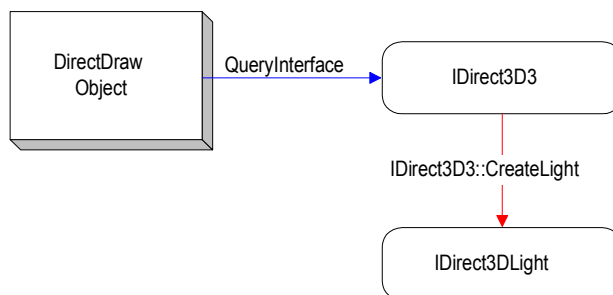 DirectDraw
Object
QueryInterface
IDirect3D3
IDirect3D3::CreateLight
IDirect3DLight